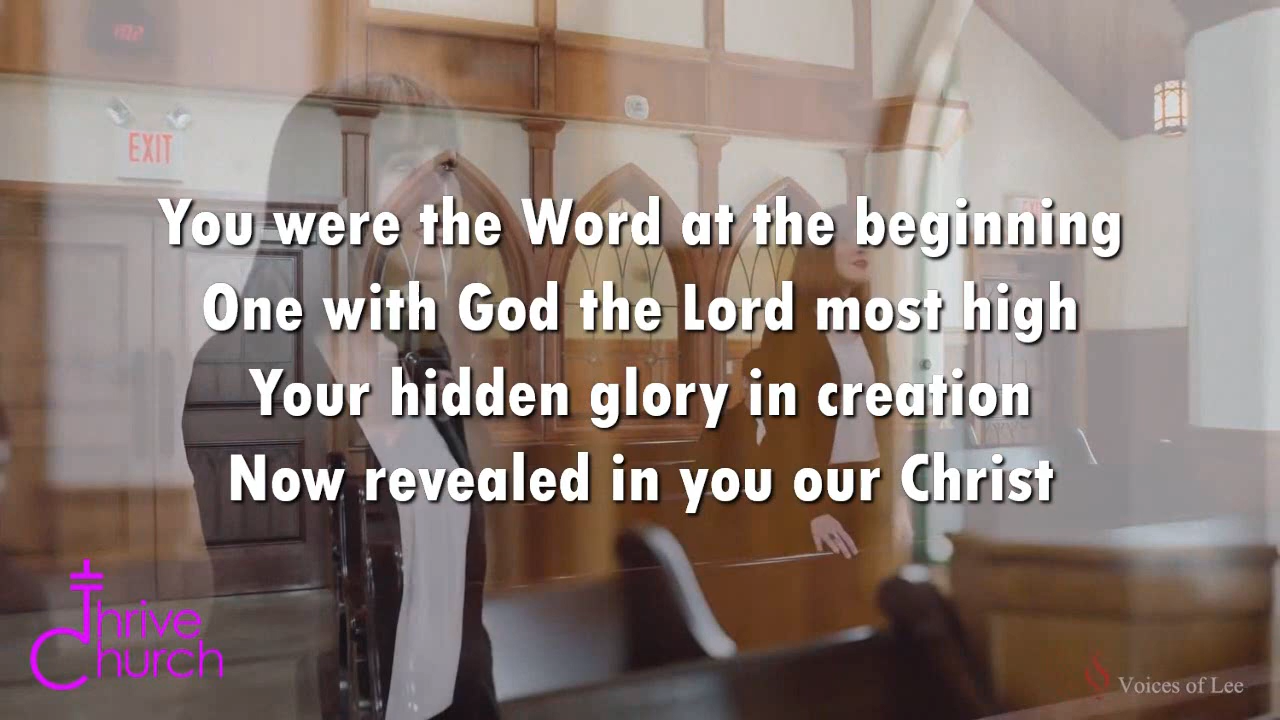 EXIT
You were the Word at the beginning
One with God the Lord most high
Your hidden glory in creation
Now revealed in you our Christ
Thrive
Church
Voices of Lee